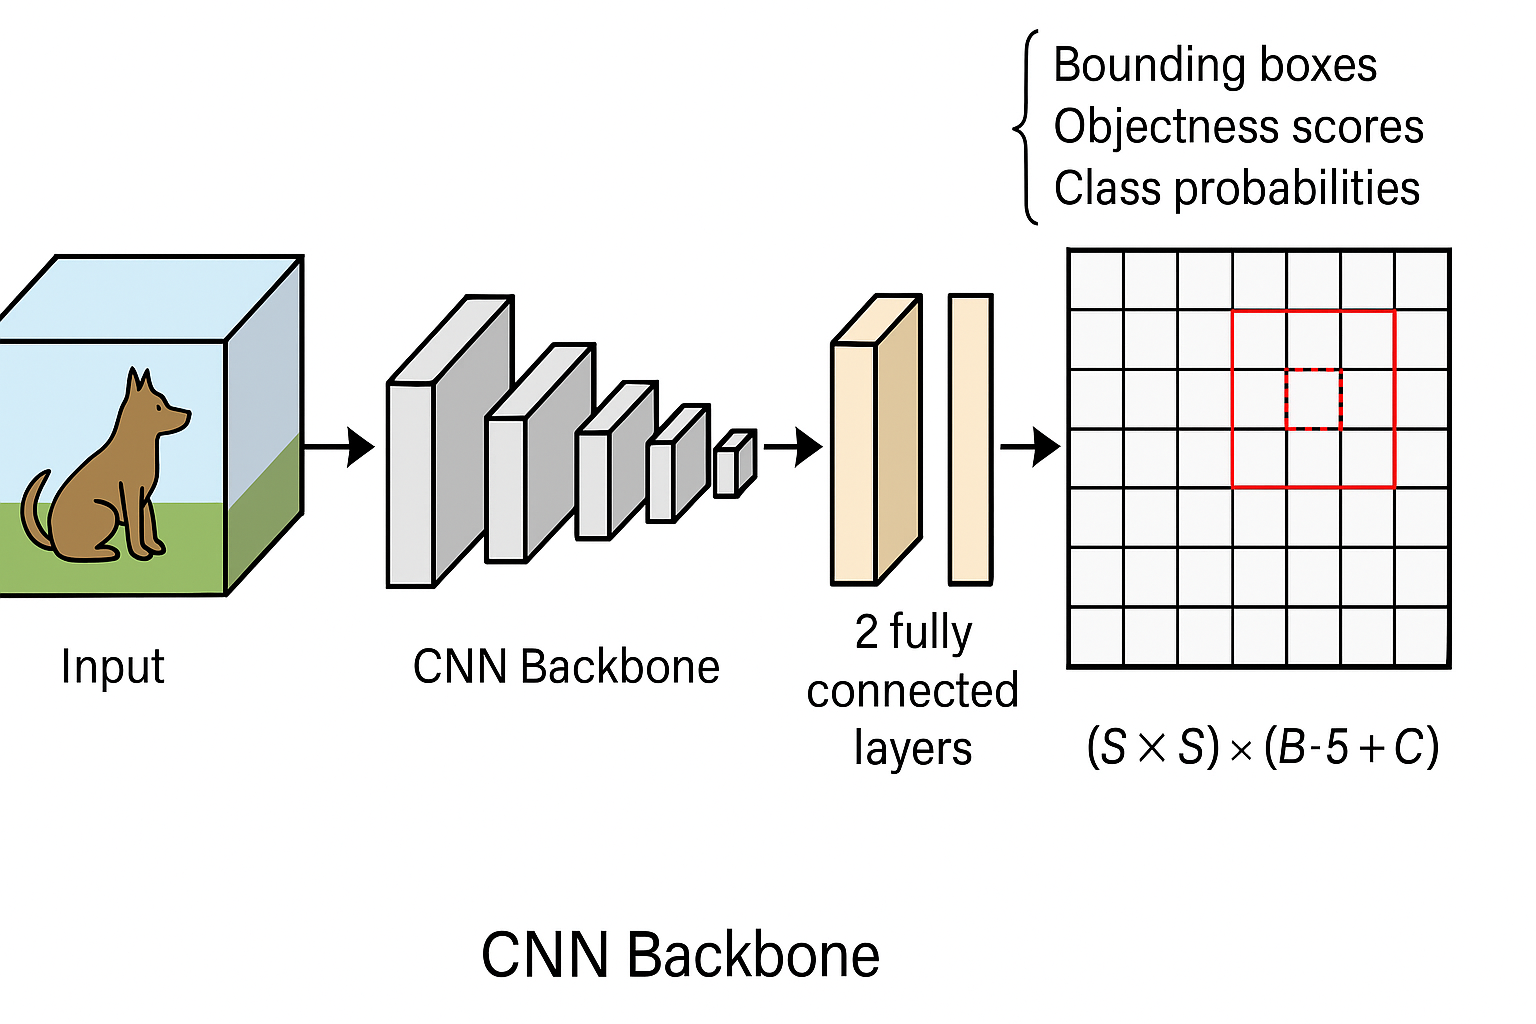 Bounding boxes
Objectness scores
Class probabilities
Input
CNN Backbone
2 fully
connected
layers
(S × S) × (B-5 + C)
CNN Backbone